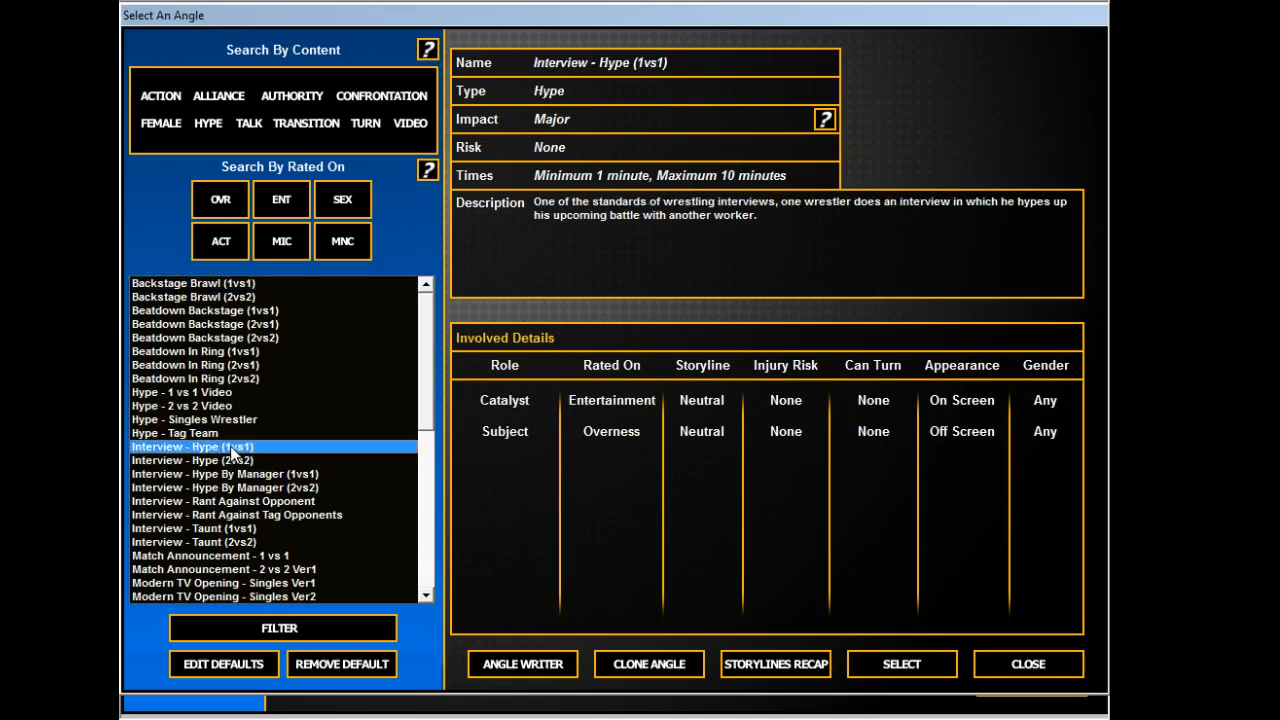 Select An Angle
Search By Content
?
ACTION ALLIANCE AUTHORITY CONFRONTATION
FEMALE HYPE TALK TRANSITION TURN VIDEO
Search By Rated On
?
OVR ENT SEX
ACT MIC MNC
Backstage Brawl (1vs1)
Backstage Brawl (2vs2)
Beatdown Backstage (1vs1)
Beatdown Backstage (2vs1)
Beatdown Backstage (2vs2)
Beatdown In Ring (1vs1)
Beatdown In Ring (2vs1)
Beatdown In Ring (2vs2)
Hype - 1 vs 1 Video
Hype - 2 vs 2 Video
Hype - Singles Wrestler
Hype - Tag Team
Interview - Hype (1vs1)
Interview - Hype (2vs2)
Interview - Hype By Manager (1vs1)
Interview - Hype By Manager (2vs2)
Interview - Rant Against Opponent
Interview - Rant Against Tag Opponents
Interview - Taunt (1vs1)
Interview - Taunt (2vs2)
Match Announcement - 1 vs 1
Match Announcement - 2 vs 2 Ver1
Modern TV Opening - Singles Ver1
Modern TV Opening - Singles Ver2
FILTER
EDIT DEFAULTS REMOVE DEFAULT
Name Interview - Hype (1vs1)
Type Hype
Impact Major ?
Risk None
Times Minimum 1 minute, Maximum 10 minutes
Description One of the standards of wrestling interviews, one wrestler does an interview in which he hypes up
his upcoming battle with another worker.
Involved Details
Role Rated On Storyline Injury Risk Can Turn Appearance Gender
Catalyst Entertainment Neutral None None On Screen Any
Subject Overness Neutral None None Off Screen Any
ANGLE WRITER CLONE ANGLE STORYLINES RECAP SELECT CLOSE